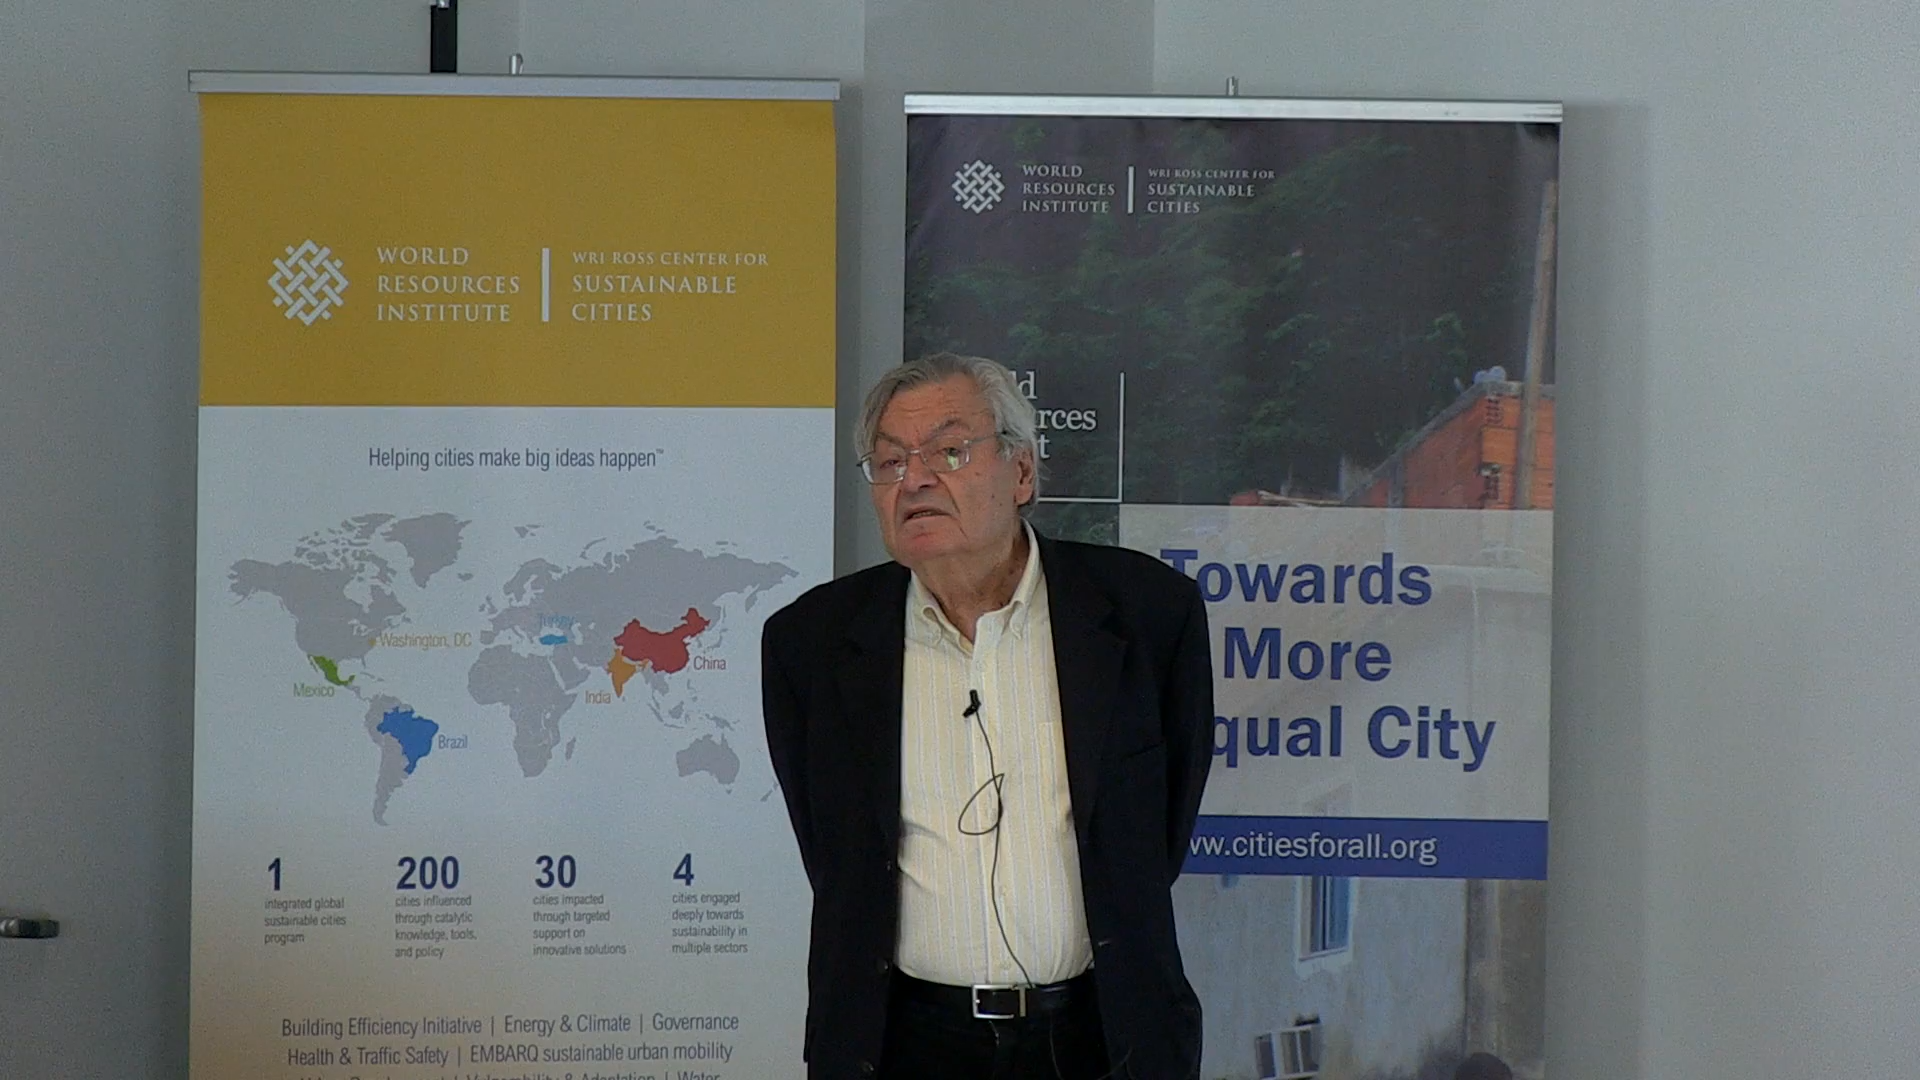 WORLD
RESOURCES
INSTITUTE
WRI ROSS CENTER FOR
SUSTAINABLE
CITIES
Helping cities make big ideas happen™
Turkey
Washington, DC
China
Mexico
India
Brazil
1
integrated global
sustainable cities
program
200
cities influenced
through catalytic
knowledge, tools,
and policy
30
cities impacted
through targeted
support on
innovative solutions
4
cities engaged
deeply towards
sustainability in
multiple sectors
Building Efficiency Initiative | Energy & Climate | Governance
Health & Traffic Safety | EMBARQ sustainable urban mobility
Vulnerability & Adaptation | Water
WORLD
RESOURCES
INSTITUTE
WRI ROSS CENTER FOR
SUSTAINABLE
CITIES
Towards
More
qual City
w.citiesforall.org